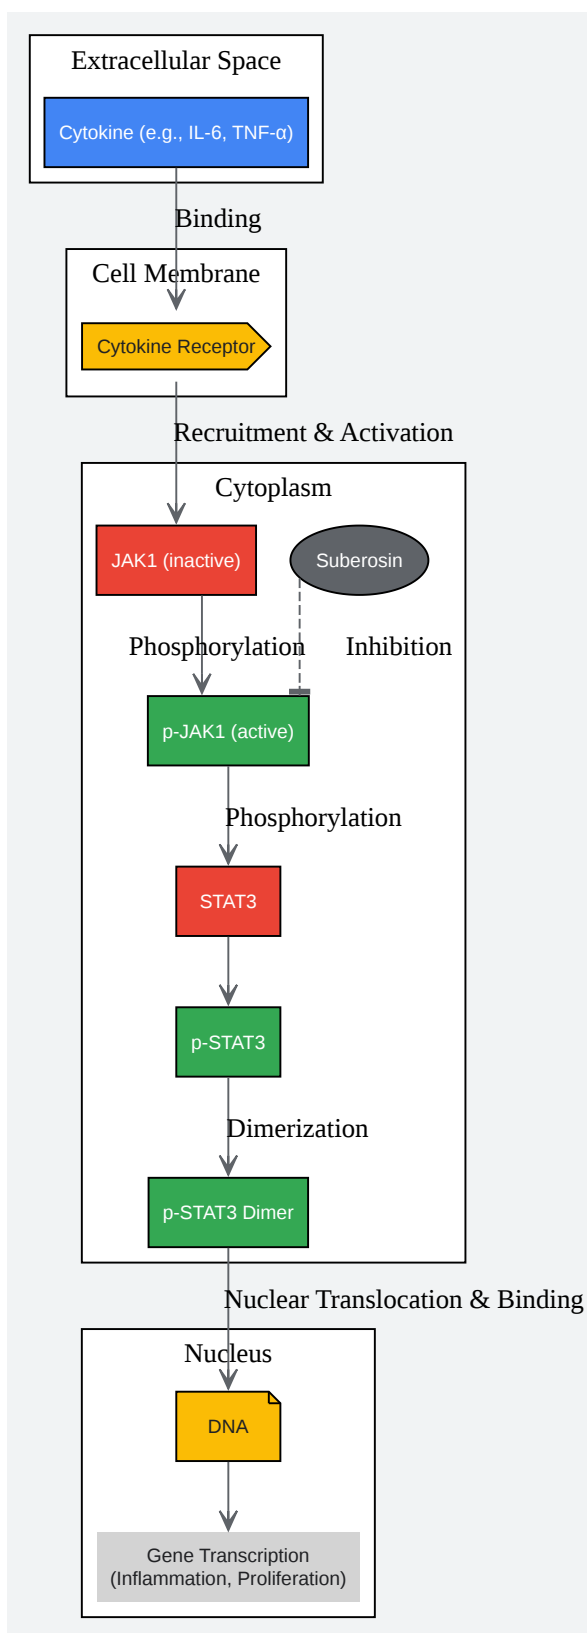 Extracellular Space
Cytokine (e.g., IL-6, TNF-α)
Binding
Cell Membrane
Cytokine Receptor
Recruitment & Activation
Cytoplasm
JAK1 (inactive)
Suberosin
Phosphorylation
Inhibition
p-JAK1 (active)
Phosphorylation
STAT3
p-STAT3
Dimerization
p-STAT3 Dimer
Nuclear Translocation & Binding
Nucleus
DNA
Gene Transcription
(Inflammation, Proliferation)